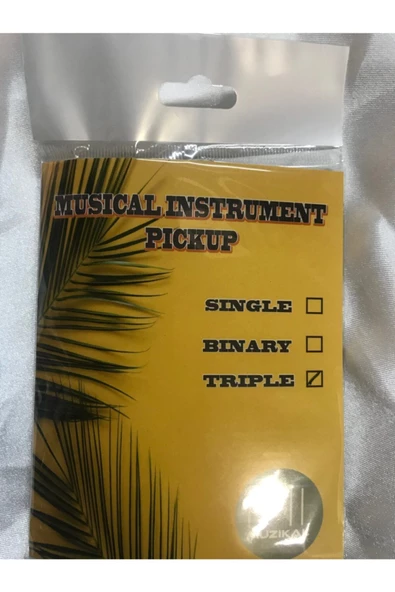 MUSICAL INSTRUMENT
PICKUP
SINGLE
BINARY
TRIPLE